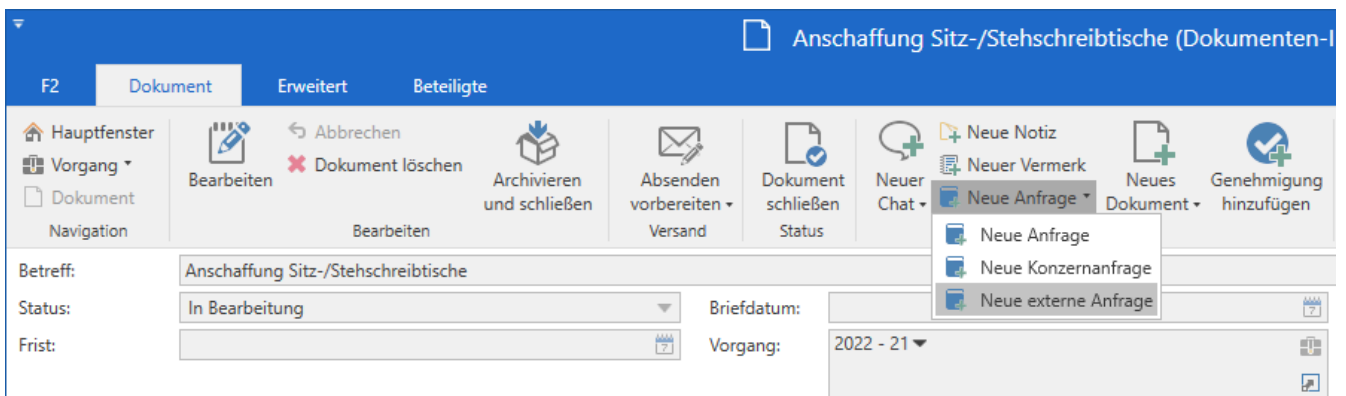 Anschaffung Sitz-/Stehschreibtische (Dokumenten-I
F2 Dokument Erweitert Beteiligte
Hauptfenster
Vorgang
Dokument
Navigation
Bearbeiten
Abbrechen
Dokument löschen
Archivieren
und schließen
Bearbeiten
Absenden
vorbereiten
Versand
Dokument
schließen
Status
Neuer
Chat
Neue Notiz
Neuer Vermerk
Neue Anfrage
Neues
Dokument
Genehmigung
hinzufügen
Neue Anfrage
Neue Konzernanfrage
Neue externe Anfrage
Betreff: Anschaffung Sitz-/Stehschreibtische
Status: In Bearbeitung Briefdatum: 7
Frist: 7 Vorgang: 2022 - 21